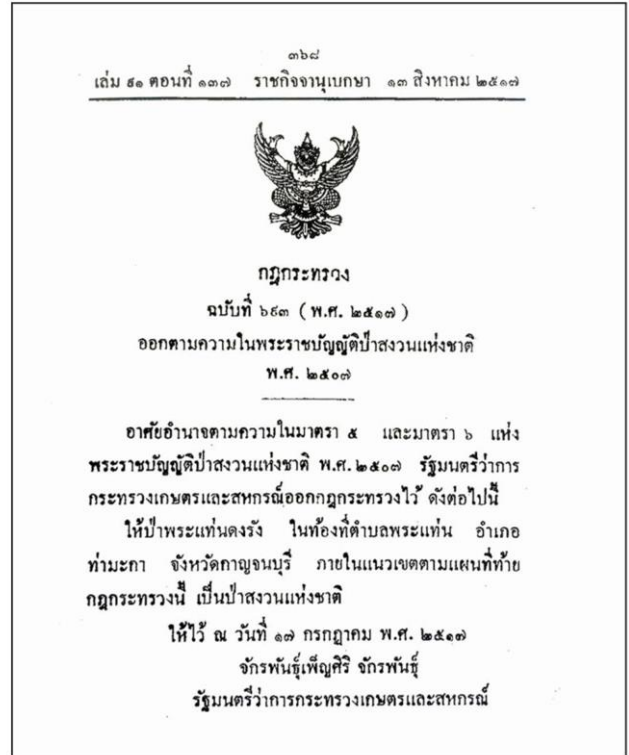 ๓๖๘
เล่ม ๙๑ ตอนที่ ๑๓๗ ราชกิจจานุเบกษา ๑๓ สิงหาคม ๒๕๑๗
กฎกระทรวง
ฉบับที่ ๖๙๓ ( พ.ศ. ๒๕๑๗ )
ออกตามความในพระราชบัญญัติป่าสงวนแห่งชาติ
พ.ศ. ๒๕๐๗
อาศัยอำนาจตามความในมาตรา ๕ และมาตรา ๖ แห่ง
พระราชบัญญัติป่าสงวนแห่งชาติ พ.ศ. ๒๕๐๗ รัฐมนตรีว่าการ
กระทรวงเกษตรและสหกรณ์ออกกฎกระทรวงไว้ ดังต่อไปนี้
ให้ป่าพระแท่นดงรัง ในท้องที่ตำบลพระแท่น อำเภอ
ท่ามะกา จังหวัดกาญจนบุรี ภายในแนวเขตตามแผนที่ท้าย
กฎกระทรวงนี้ เป็นป่าสงวนแห่งชาติ
ให้ไว้ ณ วันที่ ๑๗ กรกฎาคม พ.ศ. ๒๕๑๗
จักรพันธุ์เพ็ญศิริ จักรพันธุ์
รัฐมนตรีว่าการกระทรวงเกษตรและสหกรณ์